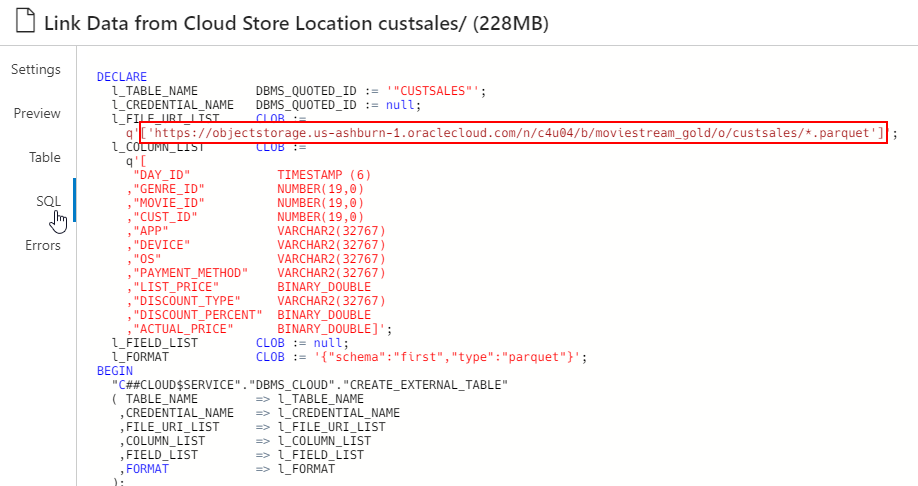 Link Data from Cloud Store Location custsales/ (228MB)
Settings
Preview
Table
SQL
Errors
DECLARE
  l_TABLE_NAME        DBMS_QUOTED_ID := '"CUSTSALES"';
  l_CREDENTIAL_NAME   DBMS_QUOTED_ID := null;
  l_FILE_URI_LIST     CLOB :=
    q'['https://objectstorage.us-ashburn-1.oraclecloud.com/n/c4u04/b/moviestream_gold/o/custsales/*.parquet']';
  l_COLUMN_LIST       CLOB :=
    q'[
     "DAY_ID"            TIMESTAMP (6)
    ,"GENRE_ID"          NUMBER(19,0)
    ,"MOVIE_ID"          NUMBER(19,0)
    ,"CUST_ID"           NUMBER(19,0)
    ,"APP"               VARCHAR2(32767)
    ,"DEVICE"            VARCHAR2(32767)
    ,"OS"                VARCHAR2(32767)
    ,"PAYMENT_METHOD"    VARCHAR2(32767)
    ,"LIST_PRICE"        BINARY_DOUBLE
    ,"DISCOUNT_TYPE"     VARCHAR2(32767)
    ,"DISCOUNT_PERCENT"  BINARY_DOUBLE
    ,"ACTUAL_PRICE"      BINARY_DOUBLE]';
  l_FIELD_LIST        CLOB := null;
  l_FORMAT            CLOB := '{"schema":"first","type":"parquet"}';
BEGIN
  "C##CLOUD$SERVICE"."DBMS_CLOUD"."CREATE_EXTERNAL_TABLE"
  ( TABLE_NAME        => l_TABLE_NAME
   ,CREDENTIAL_NAME   => l_CREDENTIAL_NAME
   ,FILE_URI_LIST     => l_FILE_URI_LIST
   ,COLUMN_LIST       => l_COLUMN_LIST
   ,FIELD_LIST        => l_FIELD_LIST
   ,FORMAT            => l_FORMAT
  );